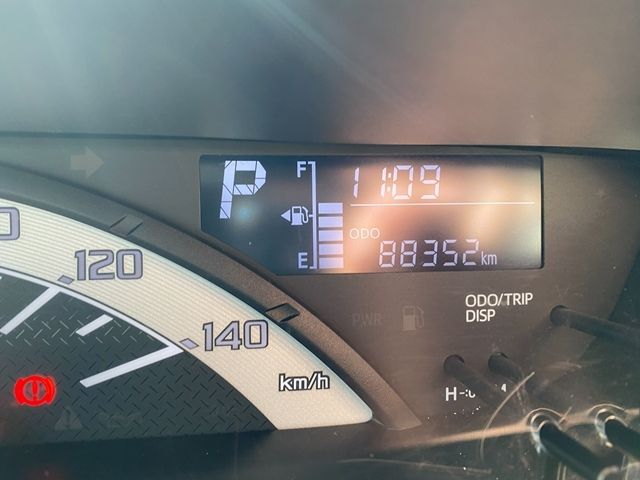 P
F
11:09
ODO
E
88352 km
120
140
km/h
PWR
ODO/TRIP
DISP